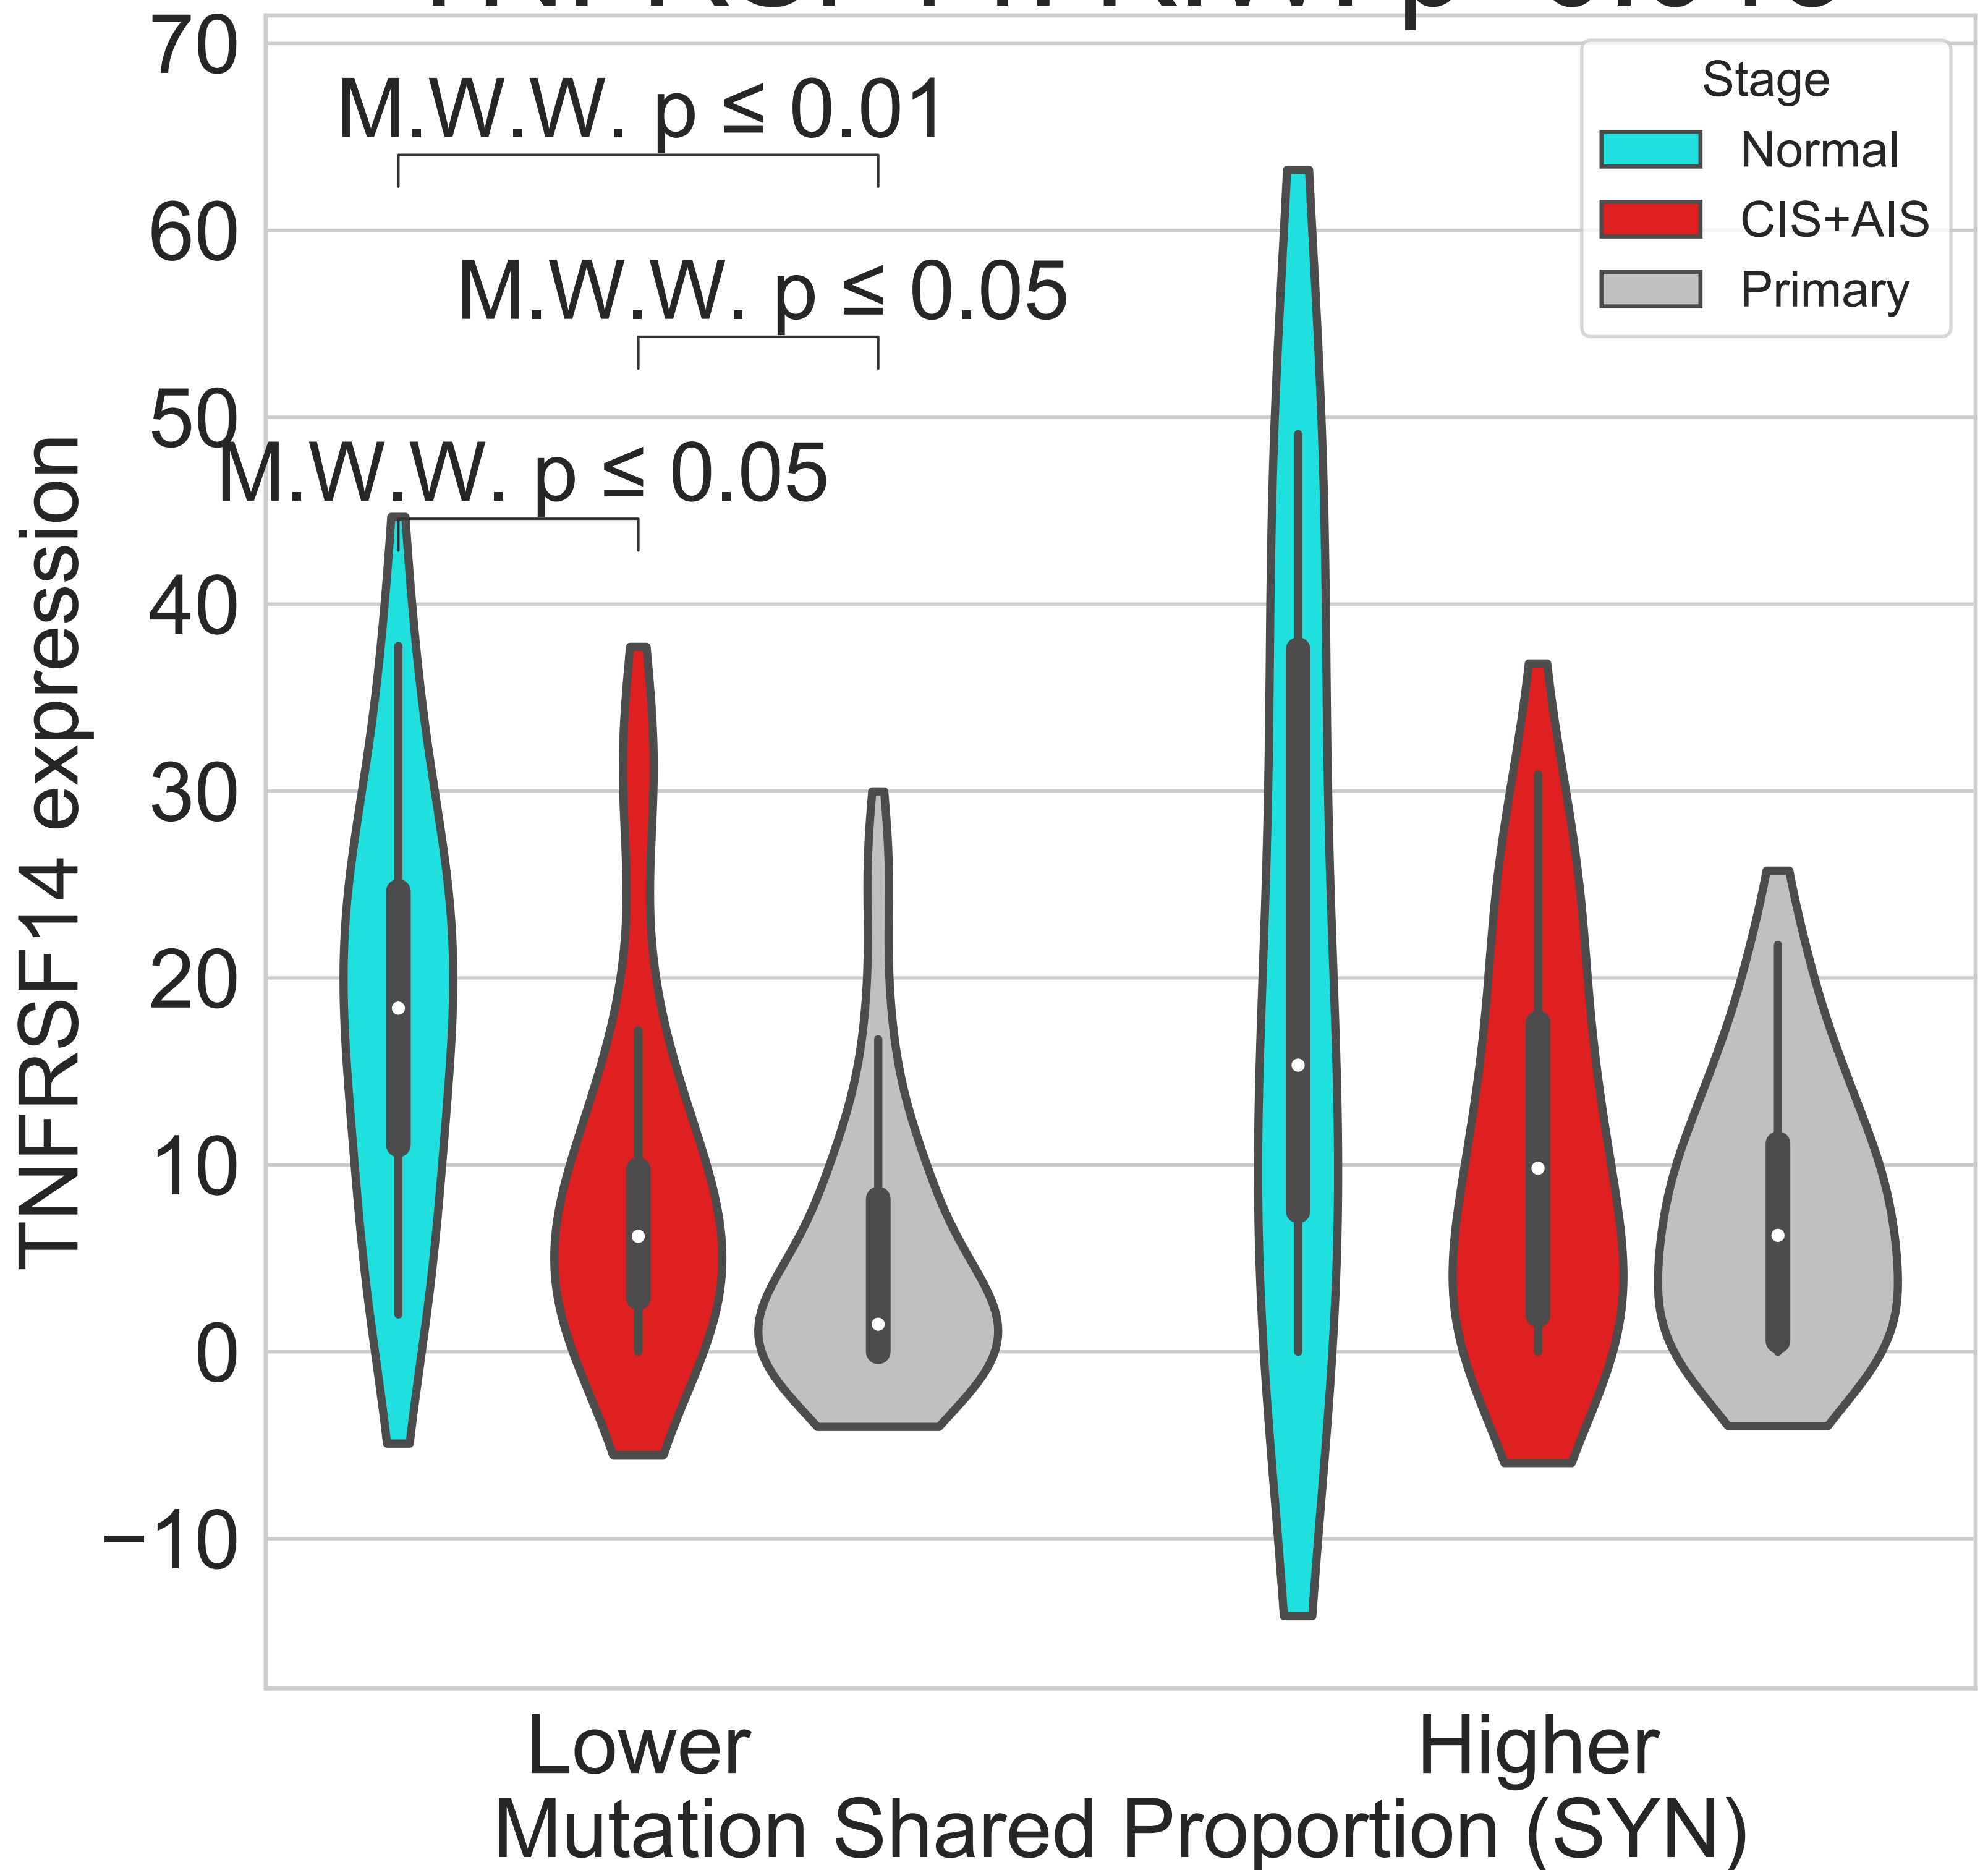 70
M.W.W. p ≤ 0.01
Stage
Normal
CIS+AIS
Primary
60
M.W.W. p ≤ 0.05
50
M.W.W. p ≤ 0.05
40
30
20
10
0
−10
TNFRSF14 expression
Lower
Higher
Mutation Shared Proportion (SYN)